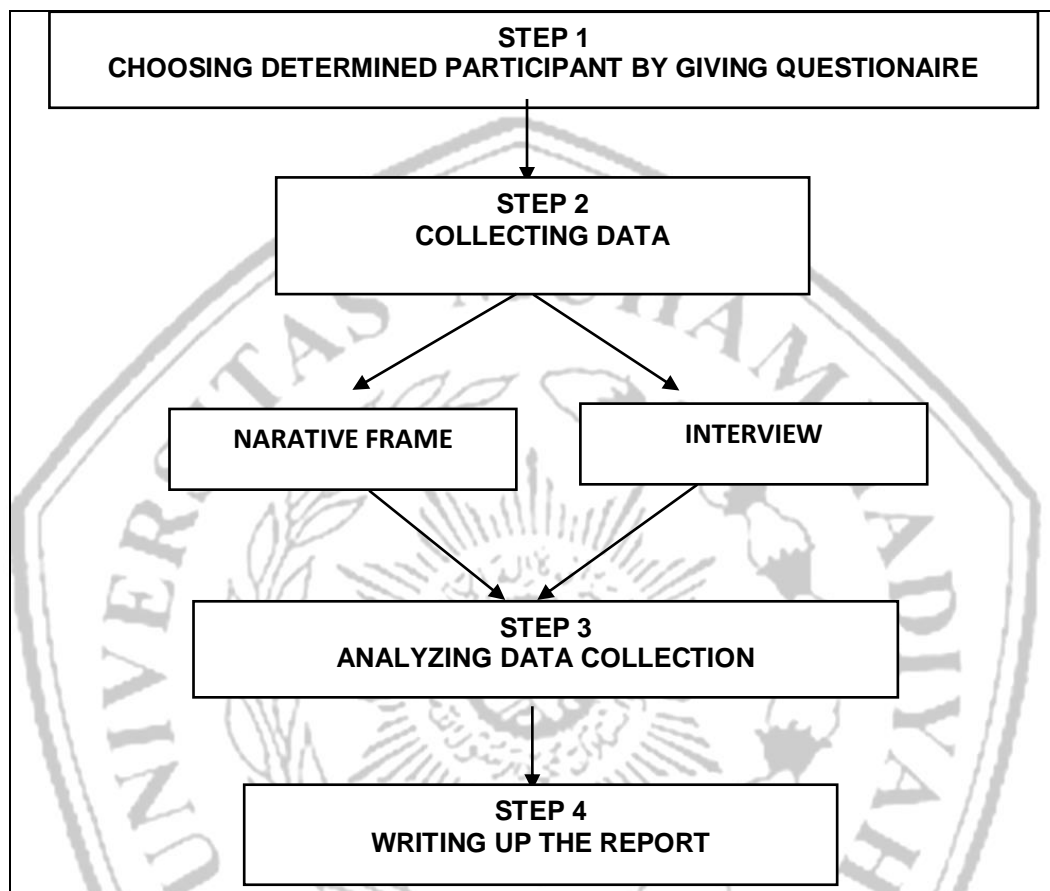 STEP 1
CHOOSING DETERMINED PARTICIPANT BY GIVING QUESTIONAIRE
STEP 2
COLLECTING DATA
NARATIVE FRAME
INTERVIEW
STEP 3
ANALYZING DATA COLLECTION
STEP 4
WRITING UP THE REPORT